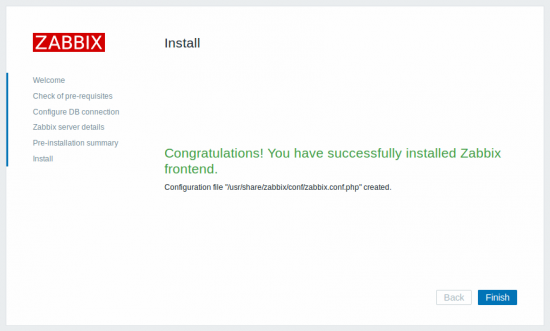 ZABBIX
Install
Welcome
Check of pre-requisites
Configure DB connection
Zabbix server details
Pre-installation summary
Install
Congratulations! You have successfully installed Zabbix
frontend.
Configuration file "/usr/share/zabbix/conf/zabbix.conf.php" created.
Back
Finish